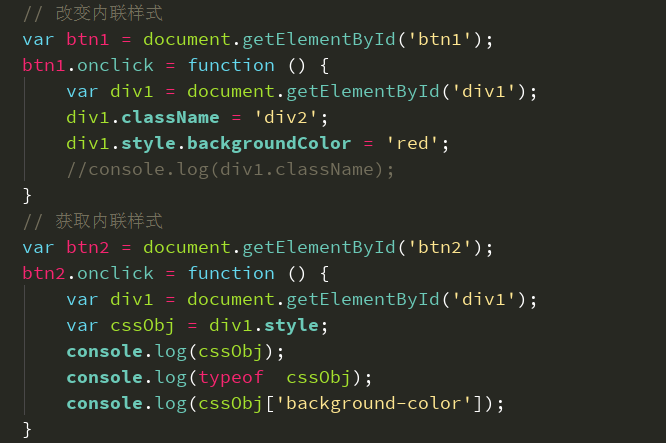 // 改变内联样式
var btn1 = document.getElementById('btn1');
btn1.onclick = function () {
    var div1 = document.getElementById('div1');
    div1.className = 'div2';
    div1.style.backgroundColor = 'red';
    //console.log(div1.className);
}
// 获取内联样式
var btn2 = document.getElementById('btn2');
btn2.onclick = function () {
    var div1 = document.getElementById('div1');
    var cssObj = div1.style;
    console.log(cssObj);
    console.log(typeof  cssObj);
    console.log(cssObj['background-color']);
}